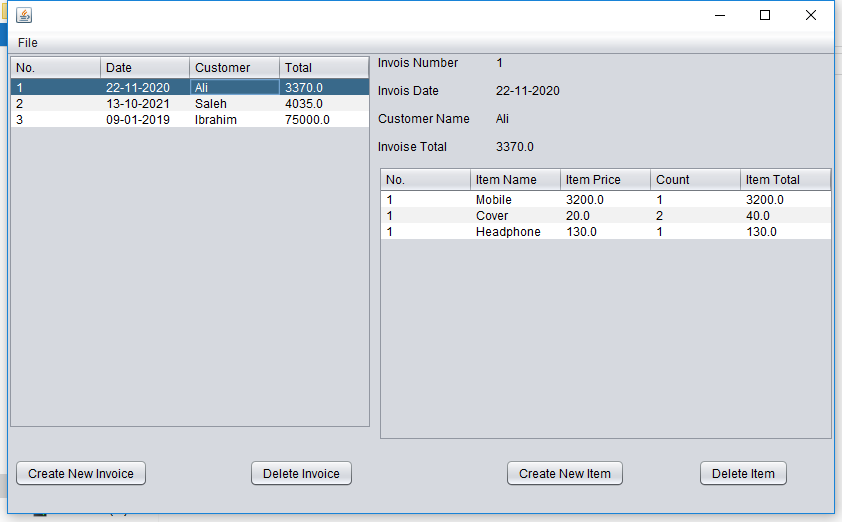 File
No. Date Customer Total
1 22-11-2020 Ali 3370.0
2 13-10-2021 Saleh 4035.0
3 09-01-2019 Ibrahim 75000.0
Invois Number 1
Invois Date 22-11-2020
Customer Name Ali
Invoise Total 3370.0
No. Item Name Item Price Count Item Total
1 Mobile 3200.0 1 3200.0
1 Cover 20.0 2 40.0
1 Headphone 130.0 1 130.0
Create New Invoice Delete Invoice Create New Item Delete Item